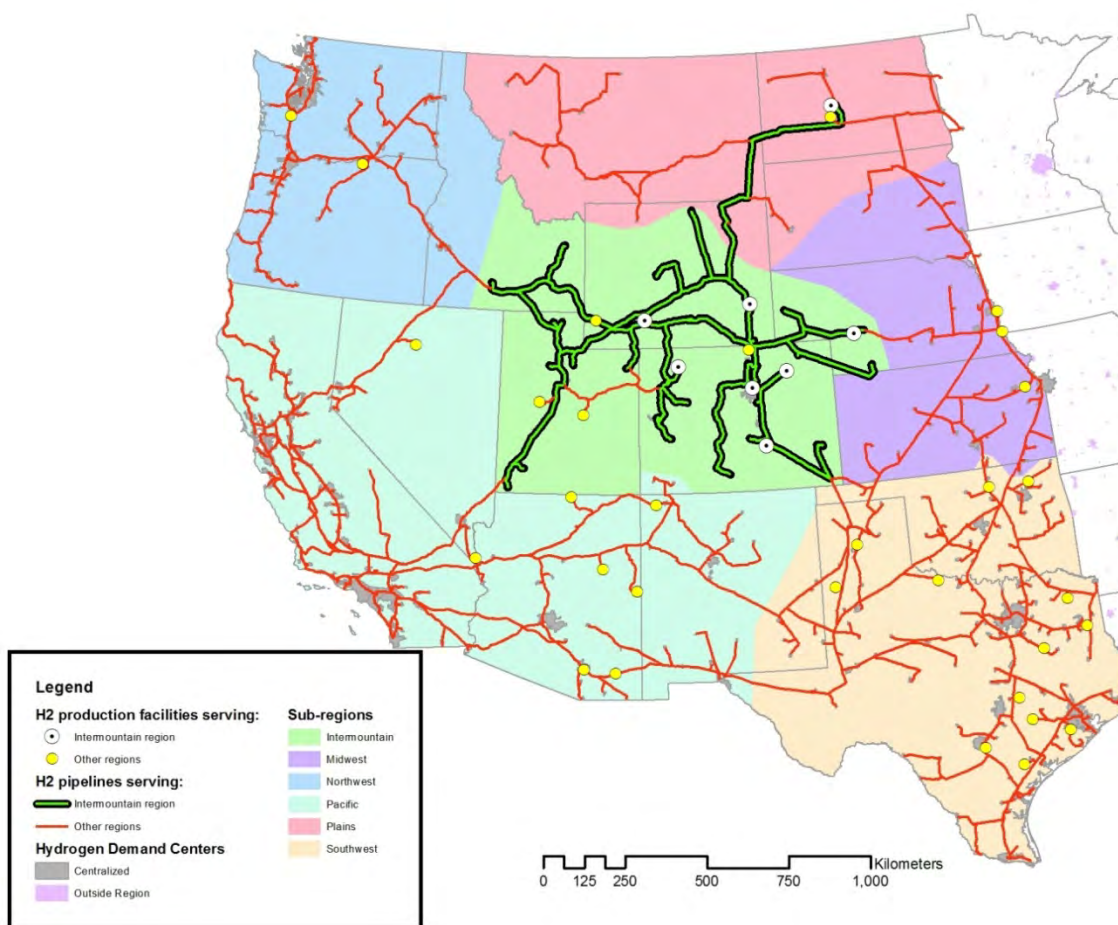 Legend
H2 production facilities serving:
Intermountain region
Other regions
H2 pipelines serving:
Intermountain region
Other regions
Hydrogen Demand Centers
Centralized
Outside Region
Sub-regions
Intermountain
Midwest
Northwest
Pacific
Plains
Southwest
Kilometers
0 125 250 500 750 1,000